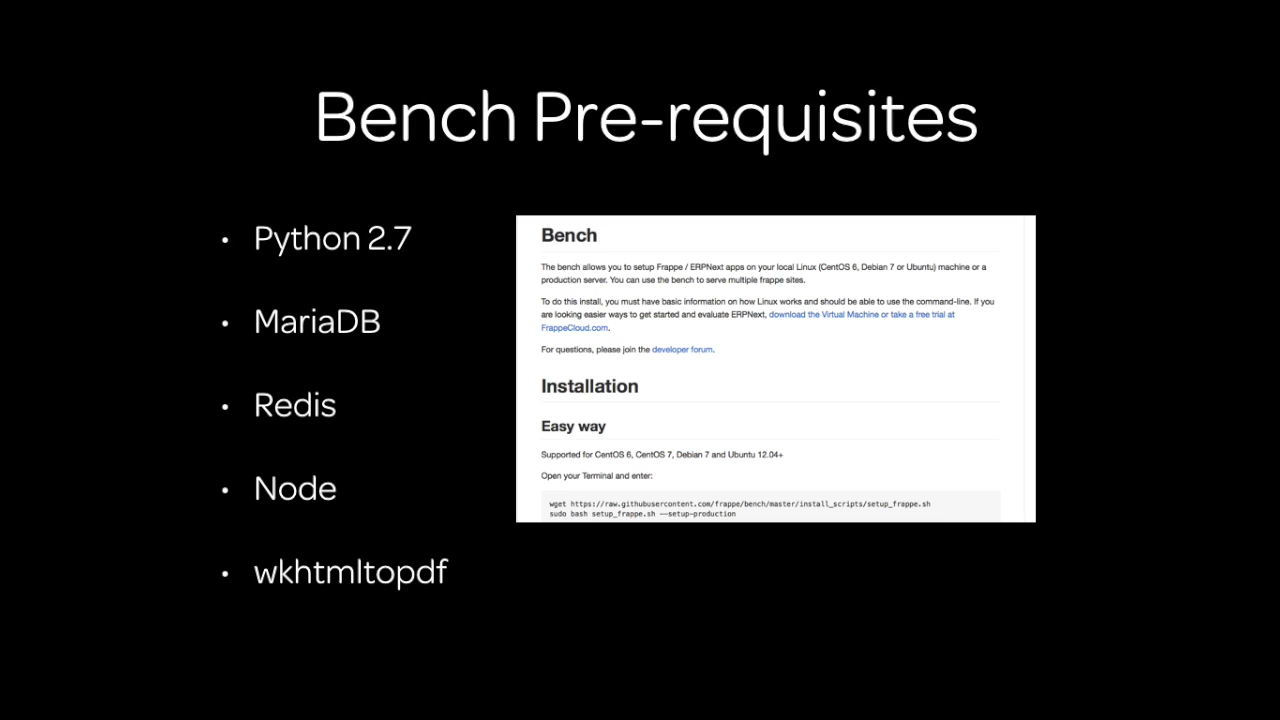 Bench Pre-requisites
• Python 2.7
• MariaDB
• Redis
• Node
• wkhtmltopdf
Bench
The bench allows you to setup Frappe / ERPNext apps on your local Linux (CentOS 6, Debian 7 or Ubuntu) machine or a
production server. You can use the bench to serve multiple frappe sites.
To do this install, you must have basic information on how Linux works and should be able to use the command-line. If you
are looking easier ways to get started and evaluate ERPNext, download the Virtual Machine or take a free trial at
FrappeCloud.com.
For questions, please join the developer forum.
Installation
Easy way
Supported for CentOS 6, CentOS 7, Debian 7 and Ubuntu 12.04+
Open your Terminal and enter:
wget https://raw.githubusercontent.com/frappe/bench/master/install_scripts/setup_frappe.sh
sudo bash setup_frappe.sh --setup-production